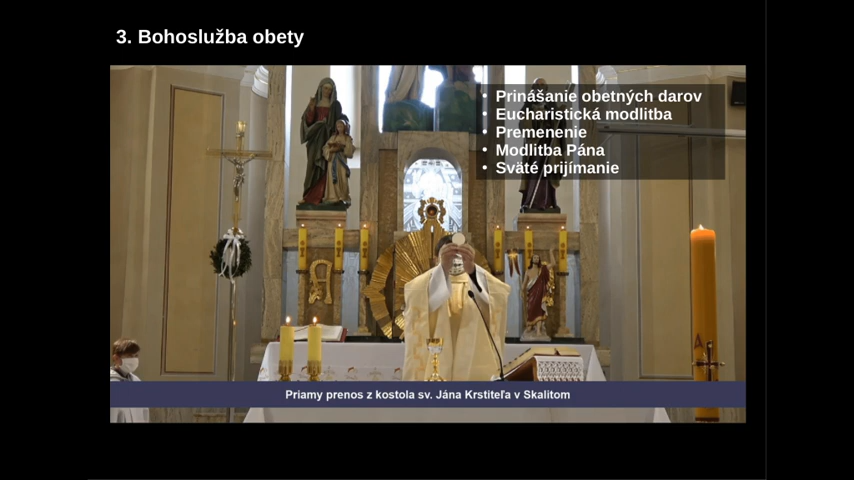 3. Bohoslužba obety
• Prinášanie obetných darov
• Eucharistická modlitba
• Premenenie
• Modlitba Pána
• Sväté prijímanie
Priamy prenos z kostola sv. Jána Krstiteľa v Skalitom